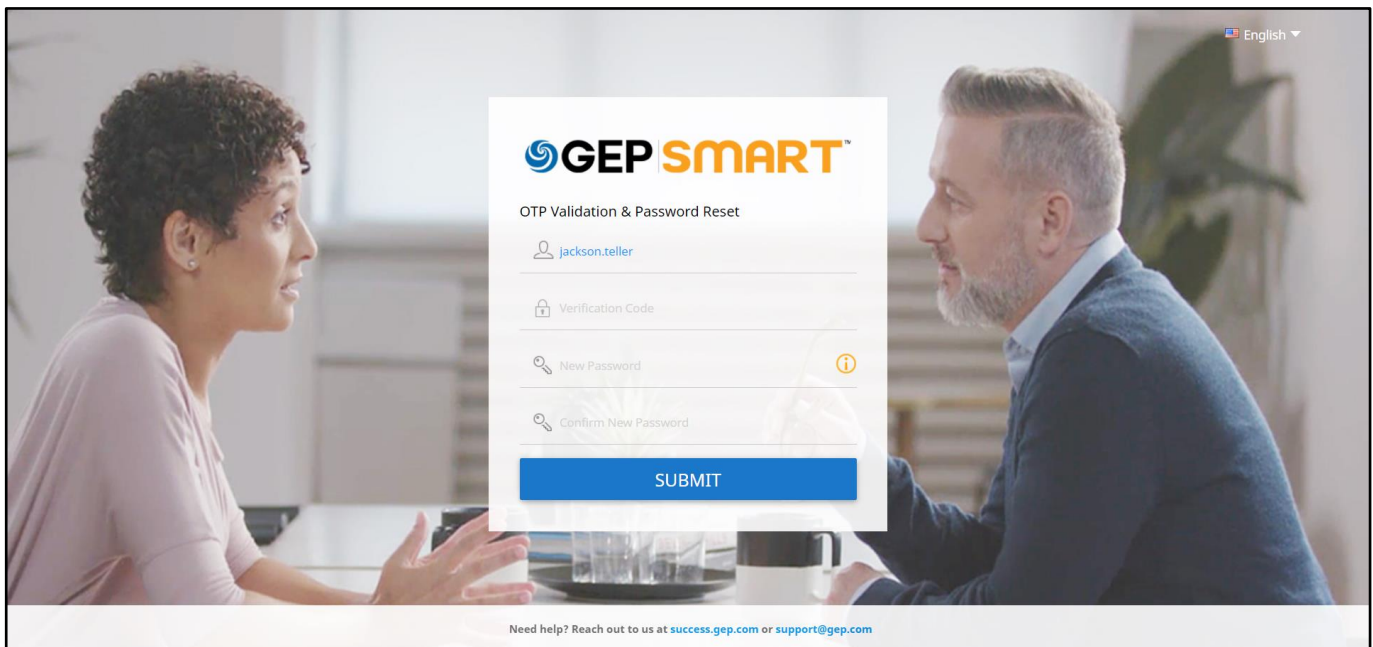 English
GEP SMART™
OTP Validation & Password Reset
jackson.teller
Verification Code
New Password
Confirm New Password
SUBMIT
Need help? Reach out to us at success.gep.com or support@gep.com